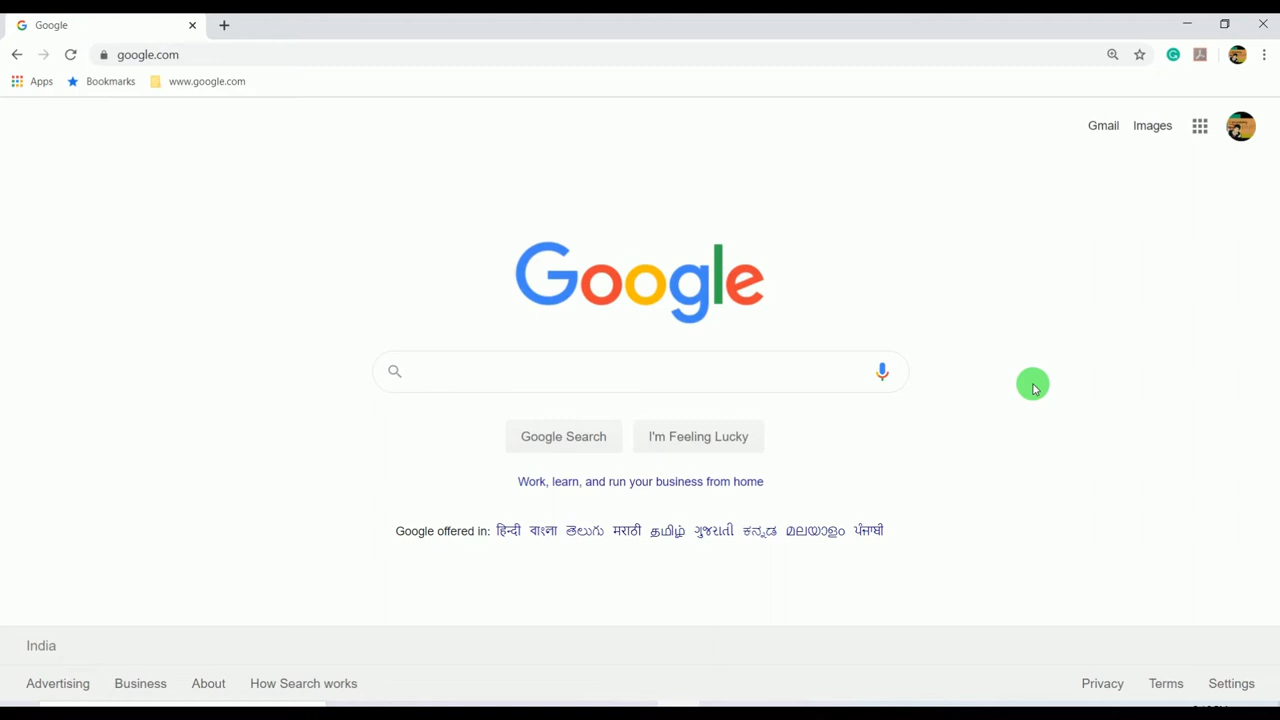 Google
google.com
Apps Bookmarks www.google.com
Gmail Images
Google
Google Search I'm Feeling Lucky
Work, learn, and run your business from home
Google offered in: हिन्दी বাংলা తెలుగు मराठी தமிழ் ગુજરાતી ಕನ್ನಡ മലയാളം ਪੰਜਾਬੀ
India
Advertising Business About How Search works Privacy Terms Settings